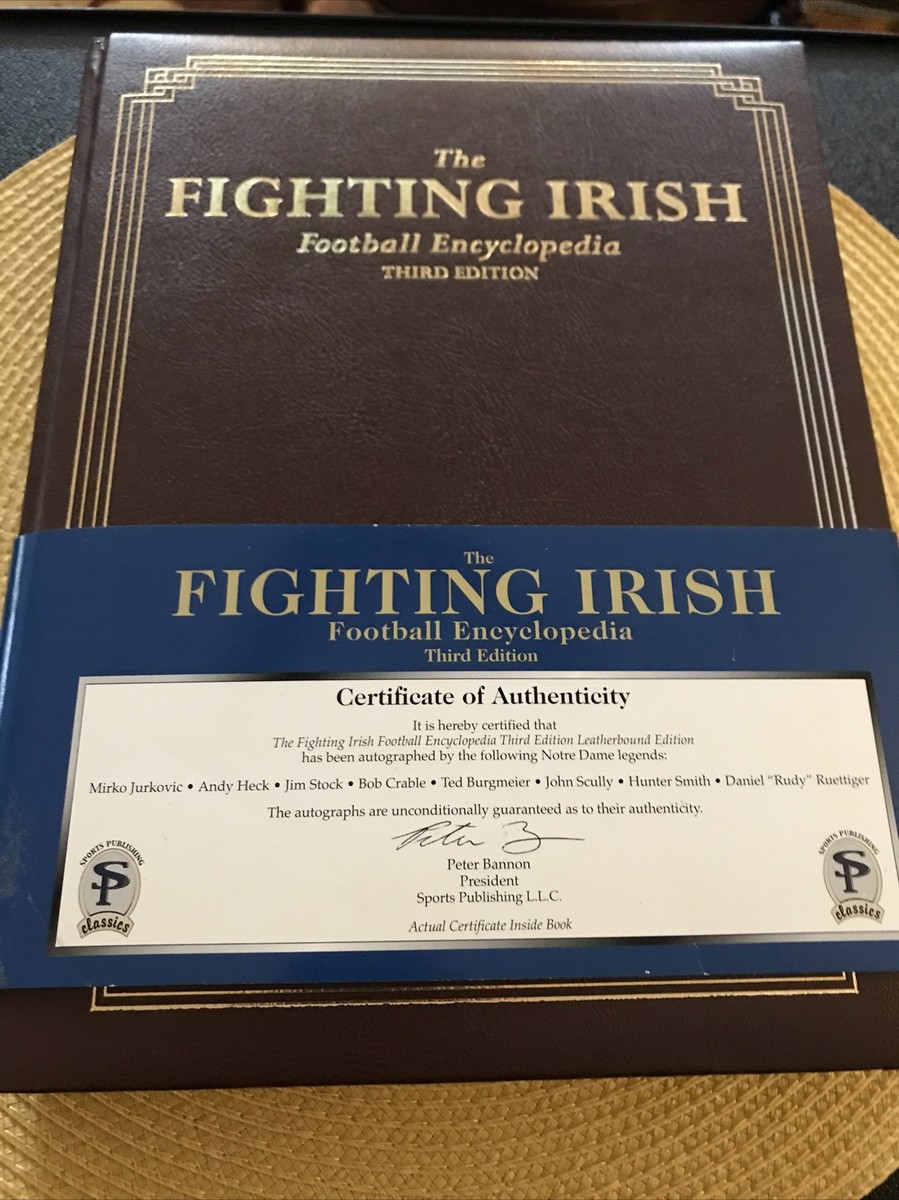 The
FIGHTING IRISH
Football Encyclopedia
THIRD EDITION
The
FIGHTING IRISH
Football Encyclopedia
Third Edition
Certificate of Authenticity
It is hereby certified that
The Fighting Irish Football Encyclopedia Third Edition Leatherbound Edition
has been autographed by the following Notre Dame legends:
Mirko Jurkovic • Andy Heck • Jim Stock • Bob Crable • Ted Burgmeier • John Scully • Hunter Smith • Daniel “Rudy” Ruettiger
The autographs are unconditionally guaranteed as to their authenticity.
Peter Bannon
President
Sports Publishing L.L.C.
Actual Certificate Inside Book
SPORTS PUBLISHING
SP
classics
SPORTS PUBLISHING
SP
classics